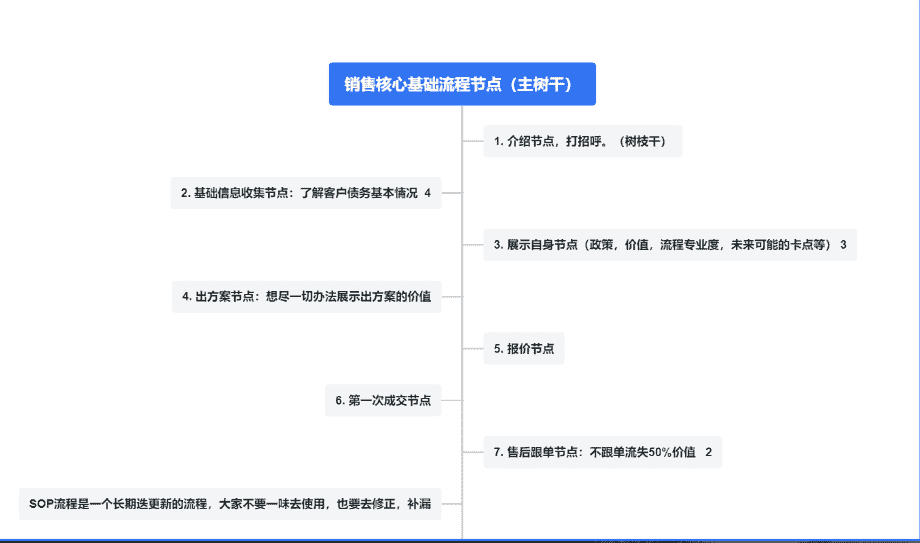 销售核心基础流程节点（主树干）
1. 介绍节点，打招呼。（树枝干）
2. 基础信息收集节点：了解客户债务基本情况 4
3. 展示自身节点（政策，价值，流程专业度，未来可能的卡点等） 3
4. 出方案节点：想尽一切办法展示出方案的价值
5. 报价节点
6. 第一次成交节点
7. 售后跟单节点：不跟单流失50%价值 2
SOP流程是一个长期迭更新的流程，大家不要一味去使用，也要去修正，补漏